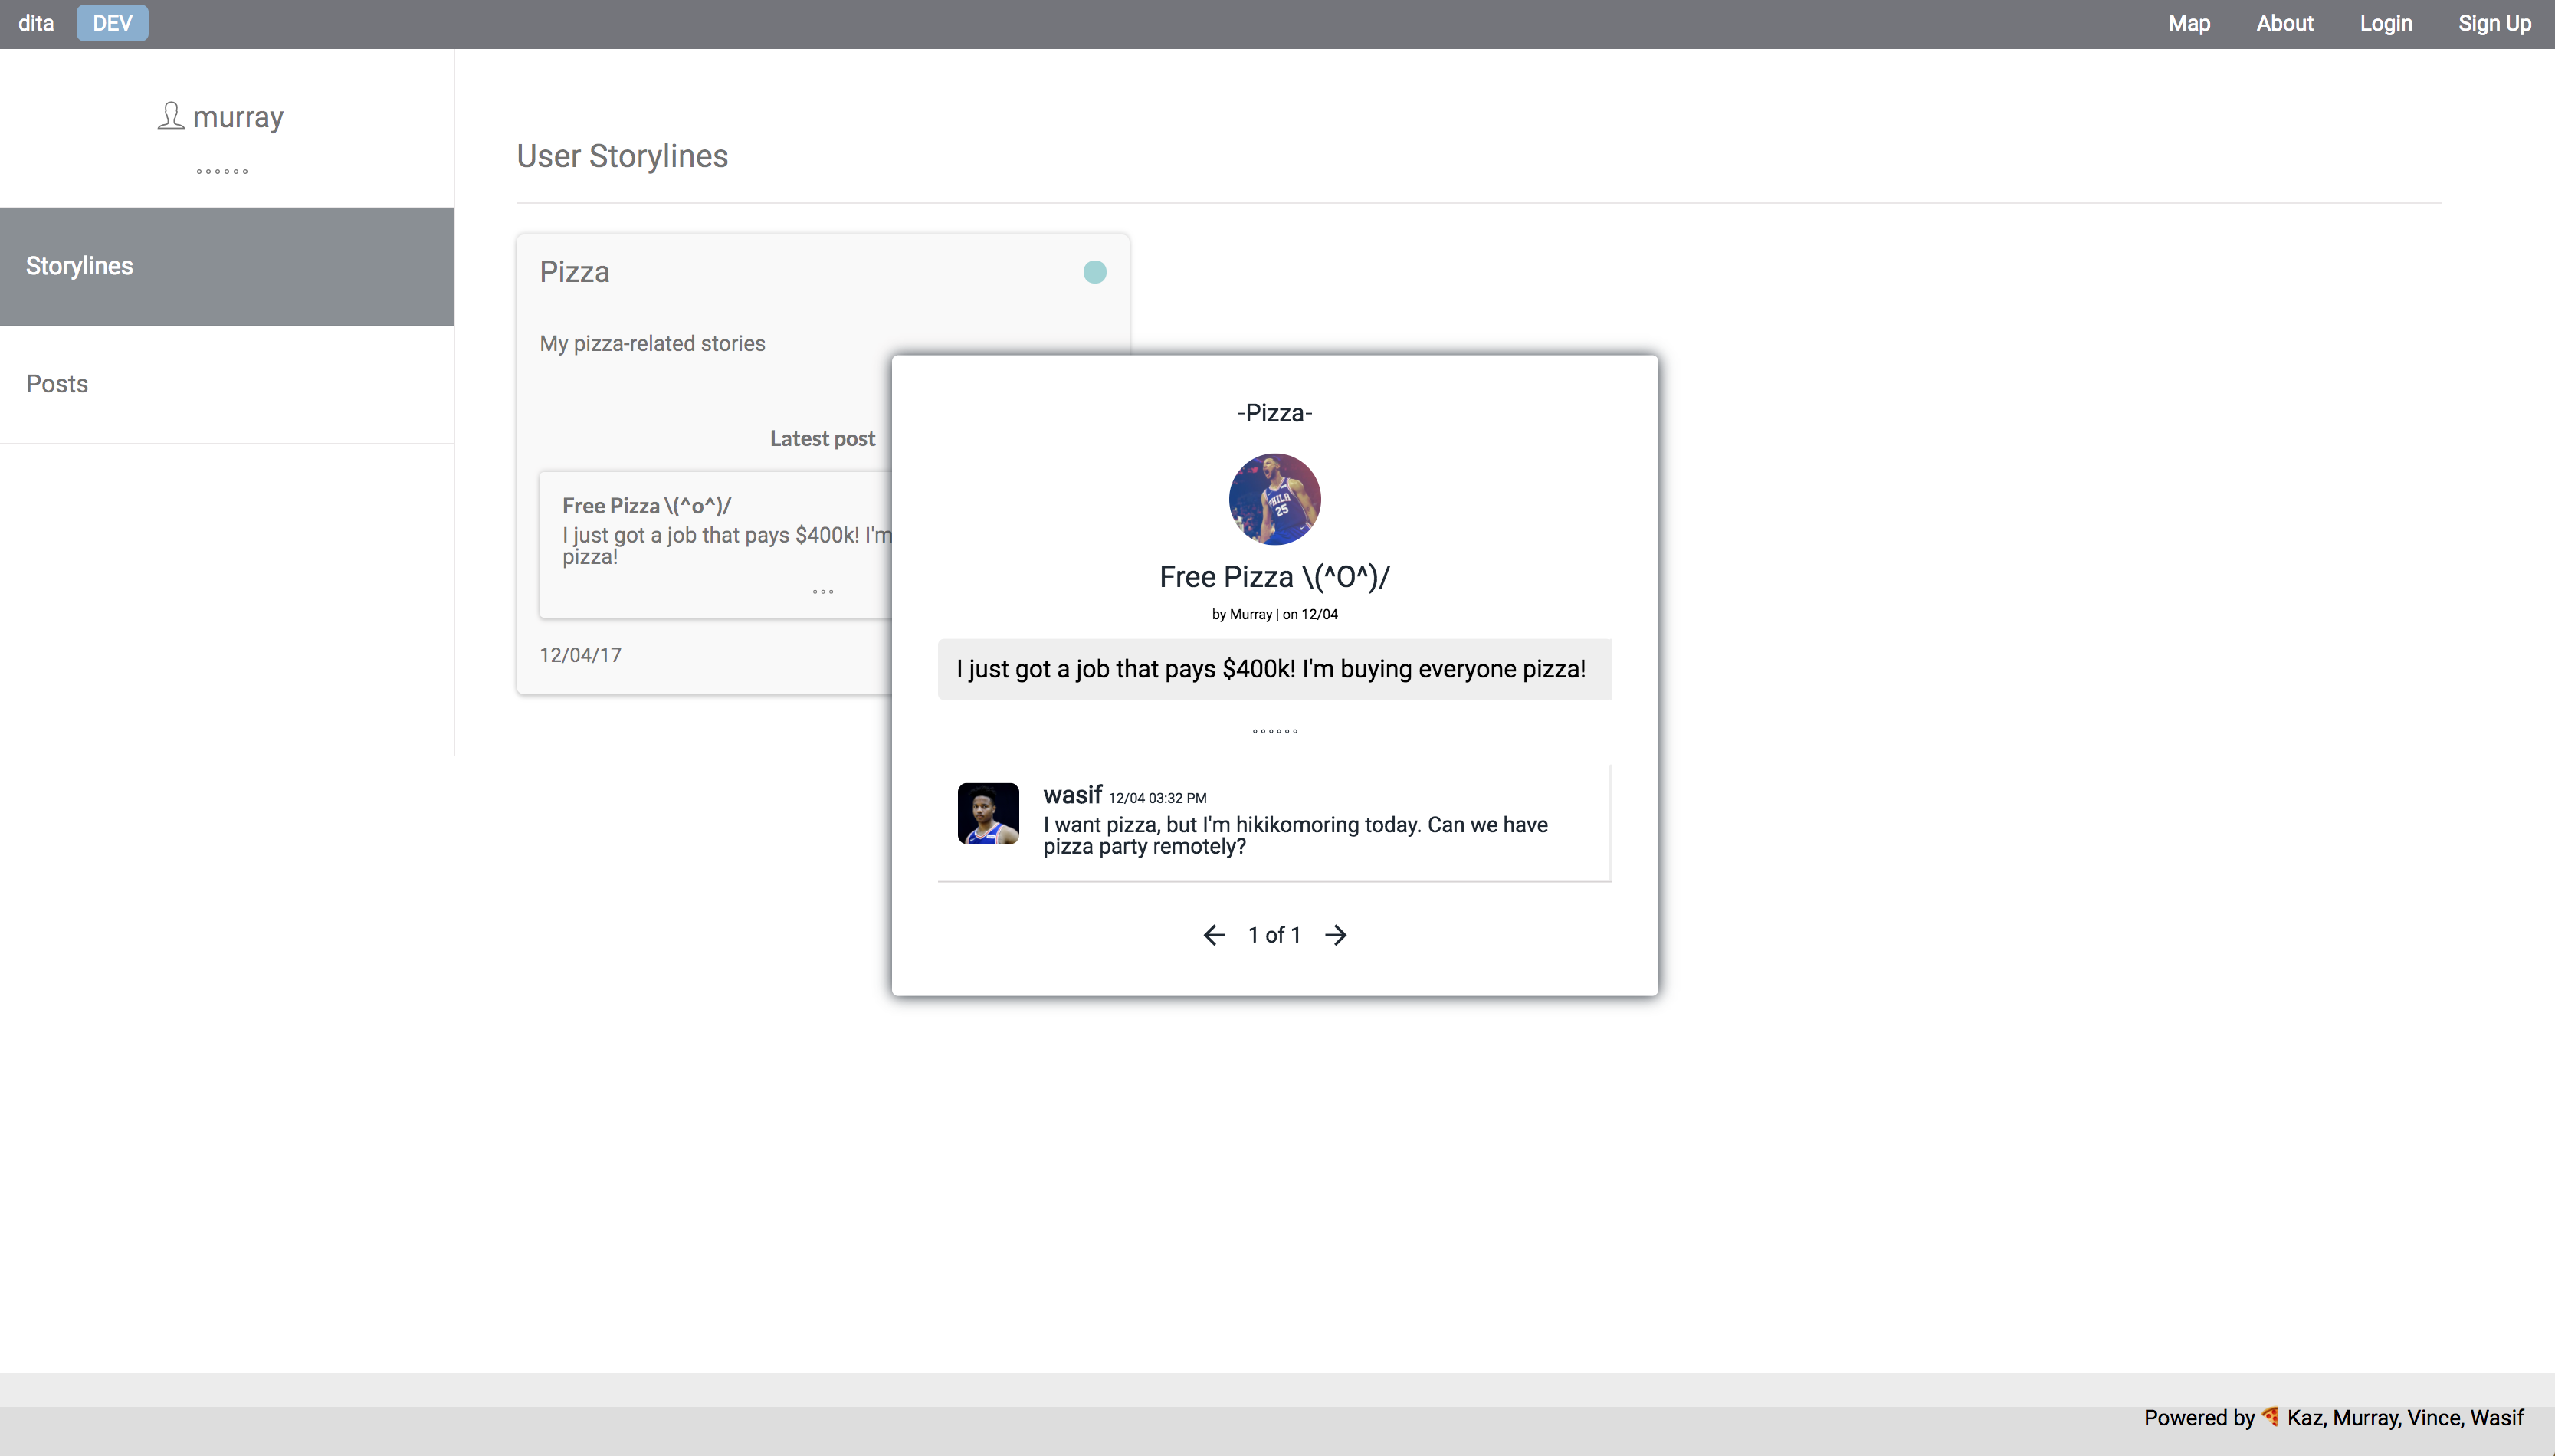 dita DEV Map About Login Sign Up
murray
Storylines
Posts
User Storylines
Pizza
My pizza-related stories
Latest post
Free Pizza \(^o^)/
I just got a job that pays $400k! I'm
pizza!
12/04/17
-Pizza-
PHILA
25
Free Pizza \(^O^)/
by Murray | on 12/04
I just got a job that pays $400k! I'm buying everyone pizza!
wasif 12/04 03:32 PM
I want pizza, but I'm hikikomoring today. Can we have
pizza party remotely?
1 of 1
Powered by 🍕 Kaz, Murray, Vince, Wasif